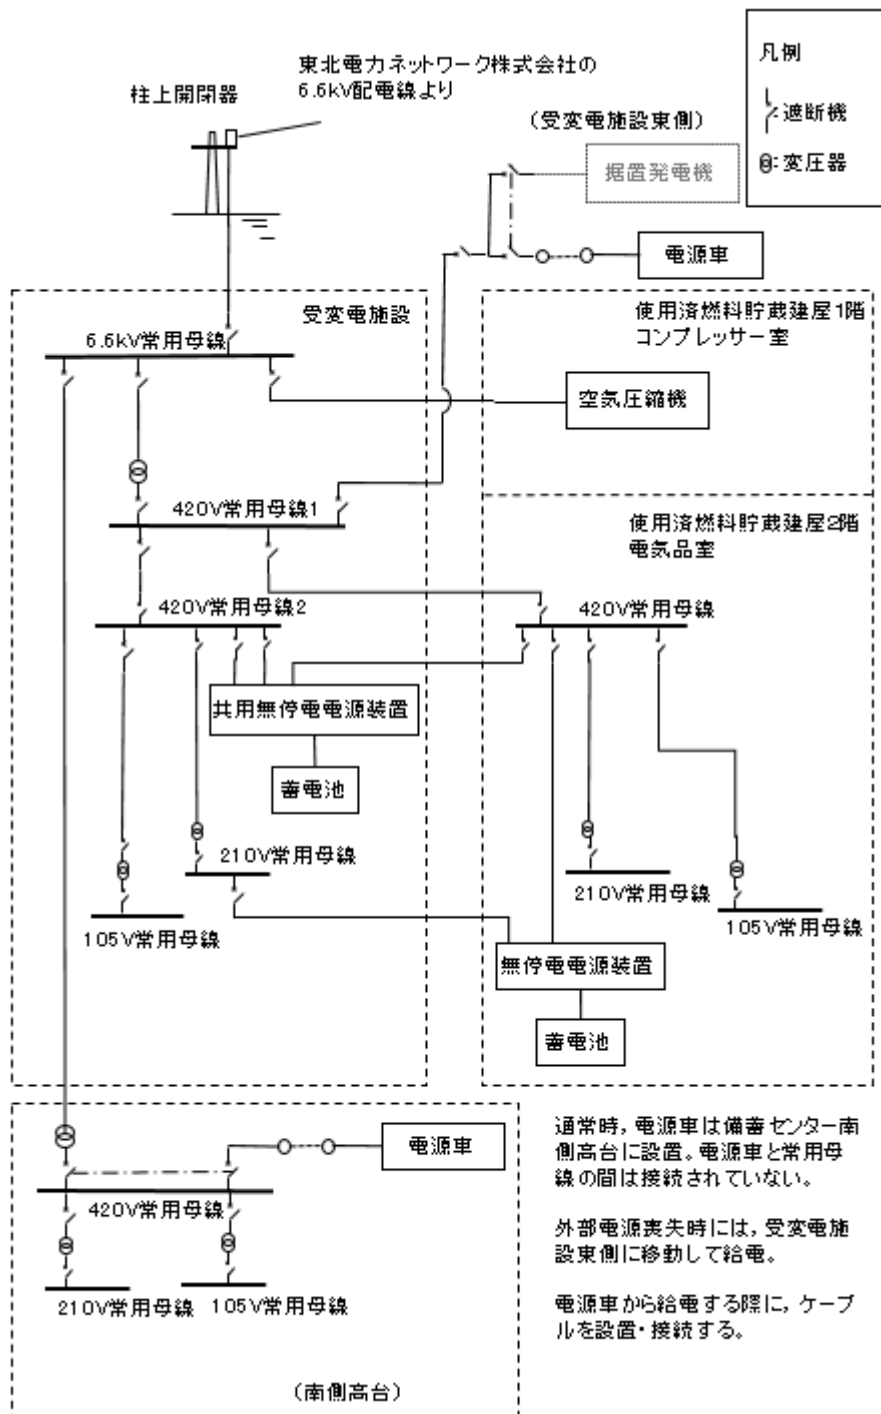 東北電力ネットワーク株式会社の
6.6kV配電線より
柱上開閉器
(受変電施設東側)
据置発電機
電源車
凡例
:遮断機
:変圧器
受変電施設
6.6kV常用母線
使用済燃料貯蔵建屋1階
コンプレッサー室
空気圧縮機
420V常用母線1
使用済燃料貯蔵建屋2階
電気品室
420V常用母線2
420V常用母線
共用無停電電源装置
蓄電池
210V常用母線
105V常用母線
210V常用母線
105V常用母線
無停電電源装置
蓄電池
電源車
420V常用母線
210V常用母線
105V常用母線
(南側高台)
通常時，電源車は備蓄センター南
側高台に設置。電源車と常用母
線の間は接続されていない。
外部電源喪失時には，受変電施
設東側に移動して給電。
電源車から給電する際に，ケーブ
ルを設置・接続する。